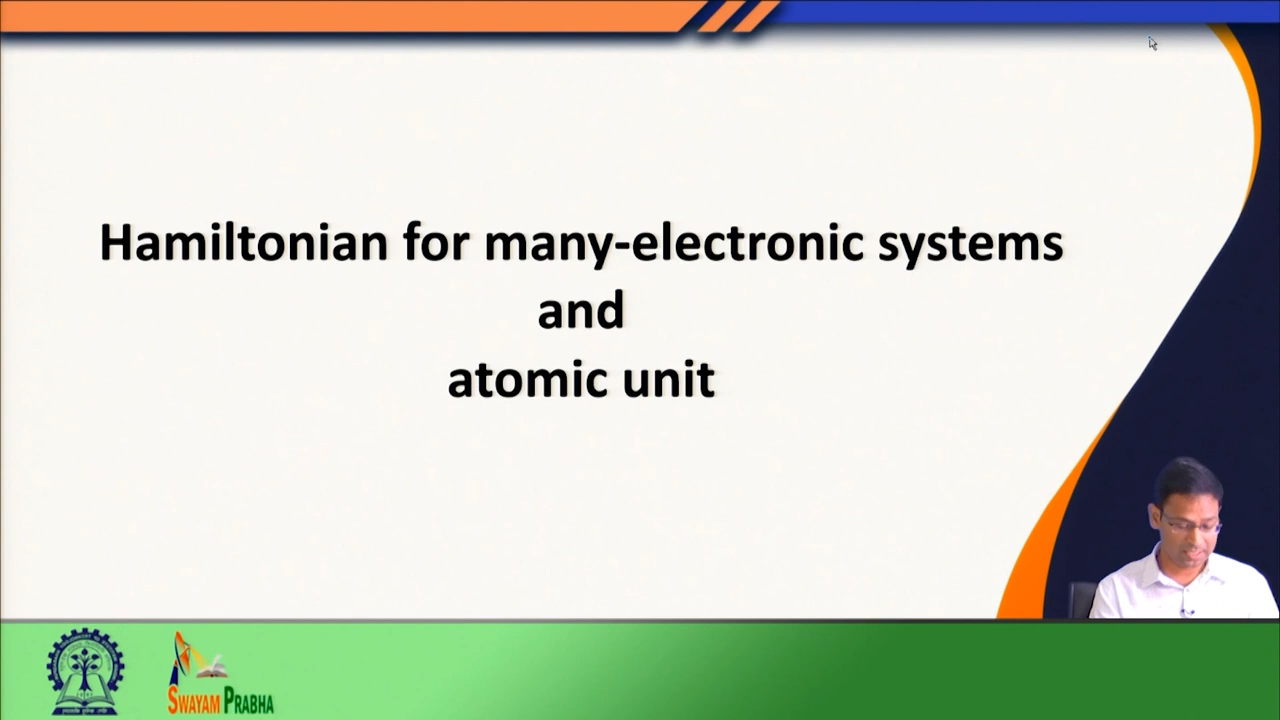 Hamiltonian for many-electronic systems
and
atomic unit
SWAYAM PRABHA